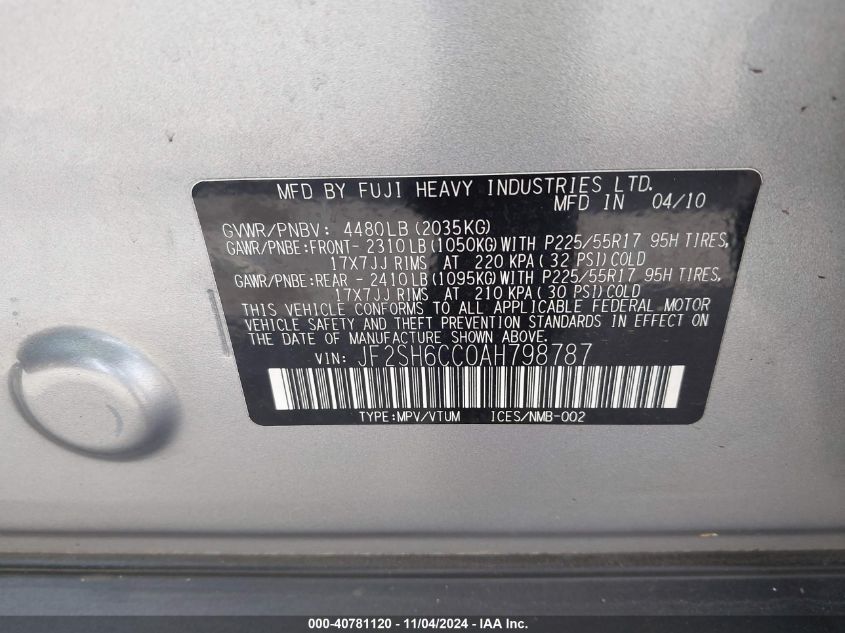 MFD BY FUJI HEAVY INDUSTRIES LTD.
MFD IN 04/10
GVWR/PNBV: 4480LB(2035KG)
GAWR/PNBE:FRONT- 2310LB(1050KG)WITH P225/55R17 95H TIRES,
17X7JJ RIMS AT 220 KPA(32 PSI)COLD
GAWR/PNBE:REAR - 2410LB(1095KG)WITH P225/55R17 95H TIRES,
17X7JJ RIMS AT 210 KPA(30 PSI)COLD
THIS VEHICLE CONFORMS TO ALL APPLICABLE FEDERAL MOTOR
VEHICLE SAFETY AND THEFT PREVENTION STANDARDS IN EFFECT ON
THE DATE OF MANUFACTURE SHOWN ABOVE.
VIN: JF2SH6CC0AH798787
TYPE:MPV/VTUM ICES/NMB-002
000-40781120 - 11/04/2024 - IAA Inc.